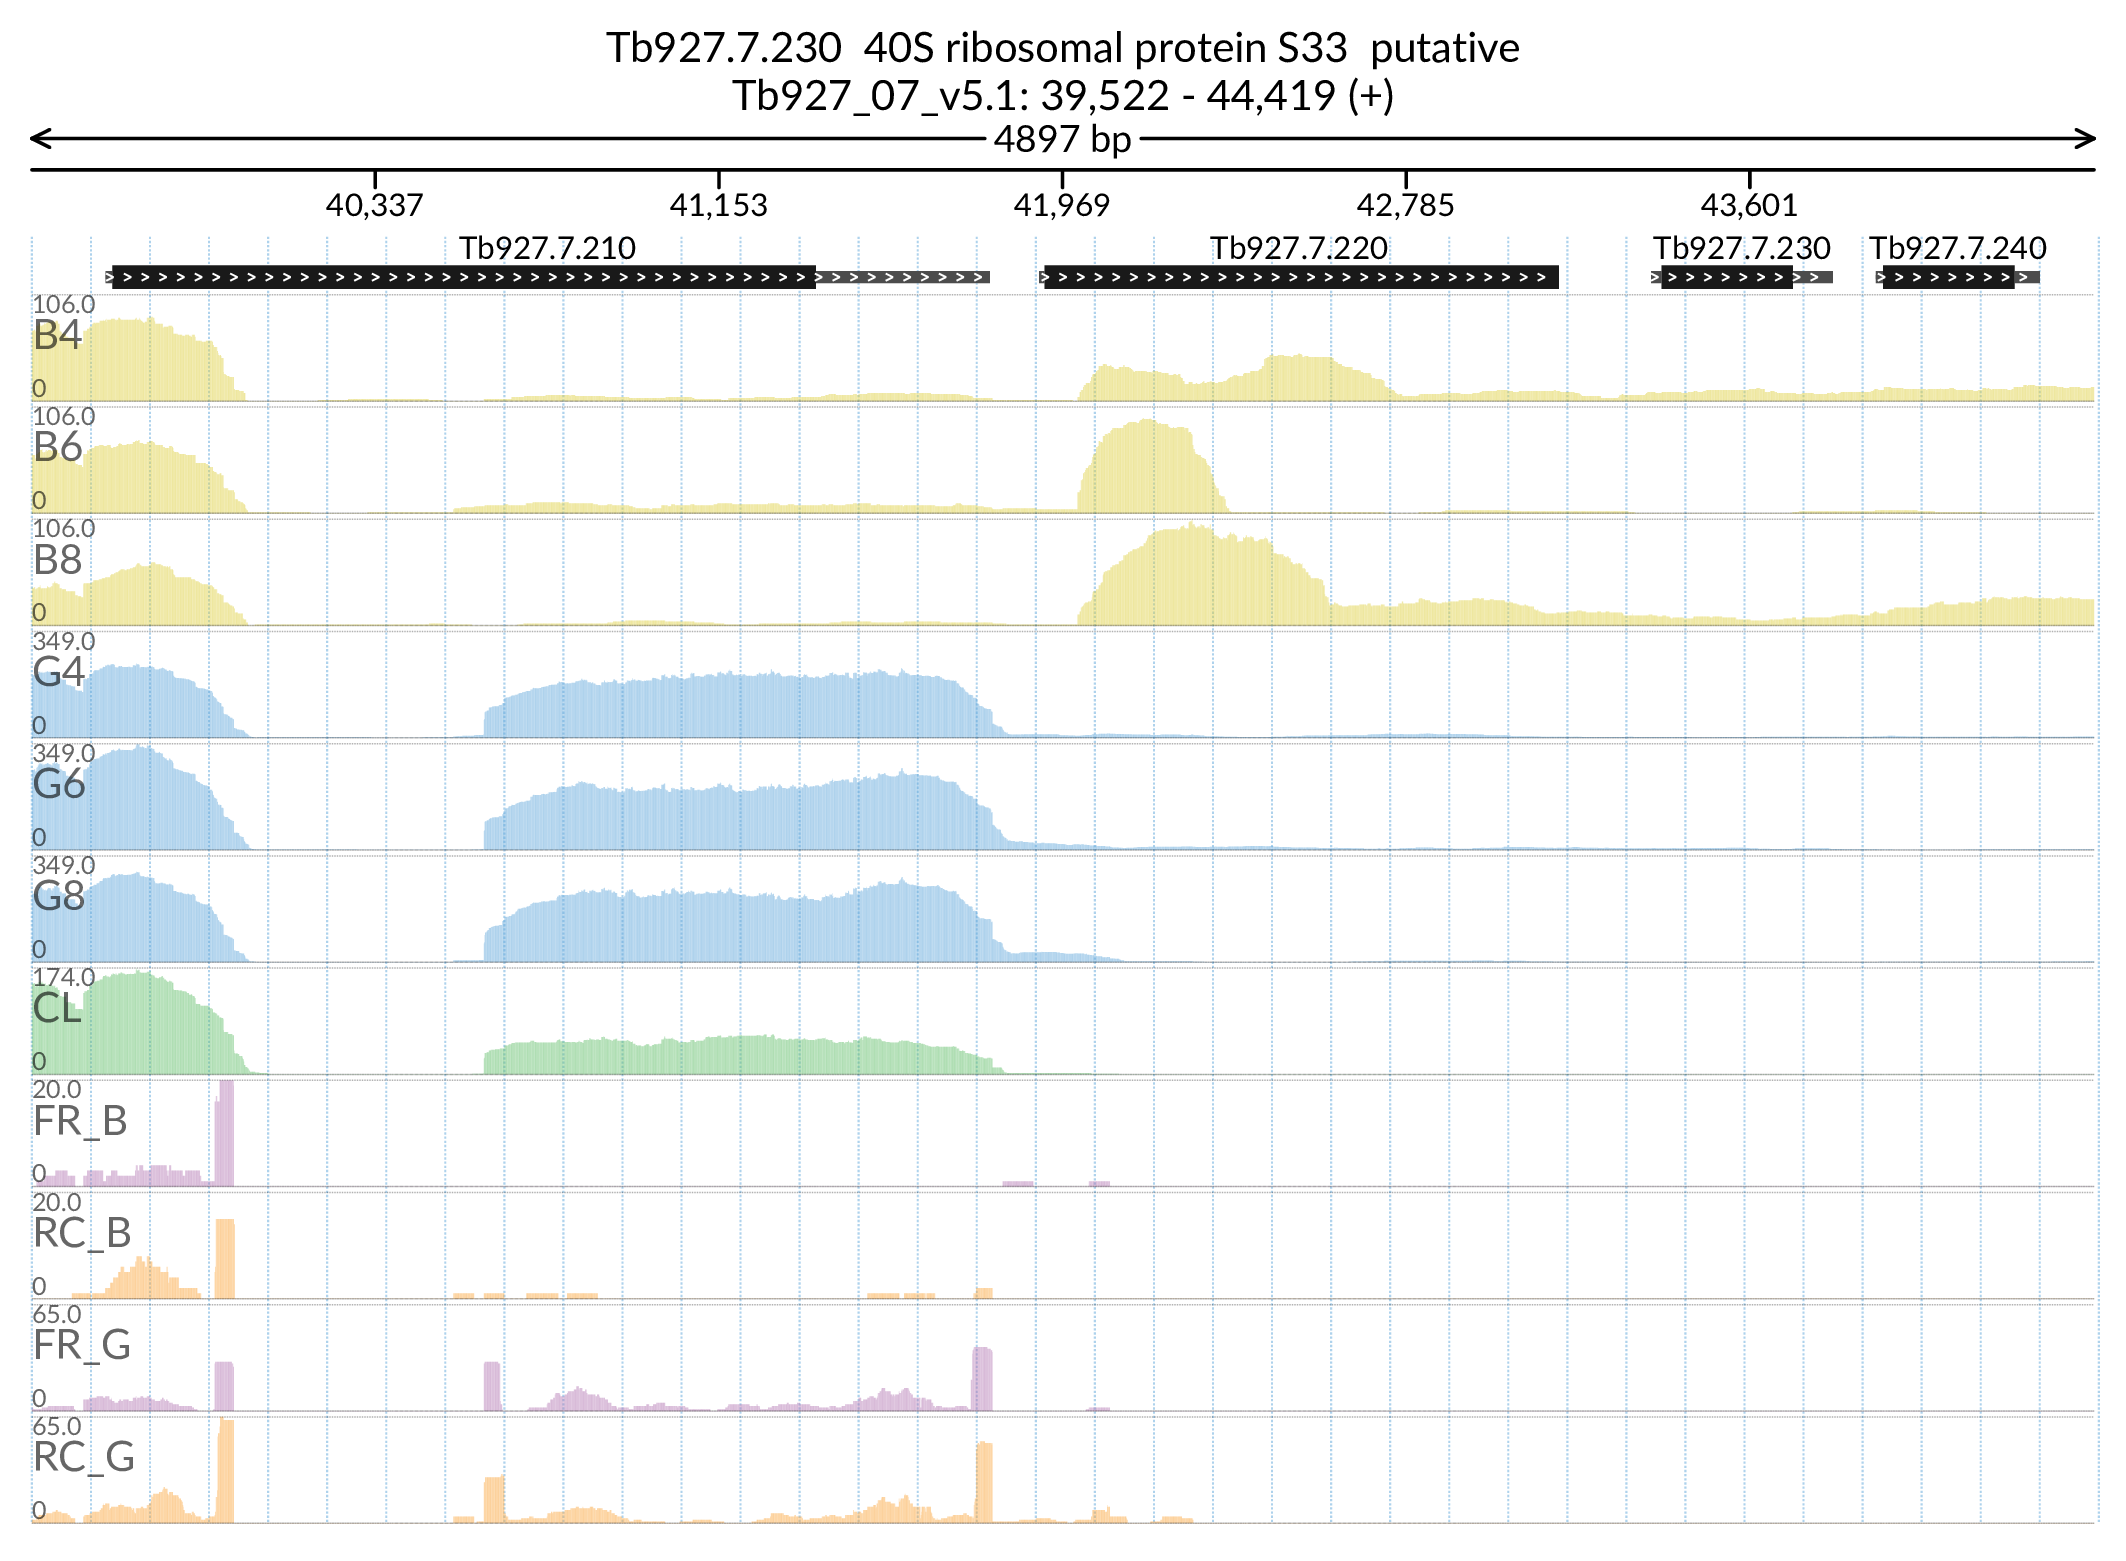 Tb927.7.230  40S ribosomal protein S33  putative
Tb927_07_v5.1: 39,522 - 44,419 (+)
4897 bp
40,337 41,153 41,969 42,785 43,601
Tb927.7.210 Tb927.7.220 Tb927.7.230 Tb927.7.240
106.0
B4
0
106.0
B6
0
106.0
B8
0
349.0
G4
0
349.0
G6
0
349.0
G8
0
174.0
CL
0
20.0
FR_B
0
20.0
RC_B
0
65.0
FR_G
0
65.0
RC_G
0